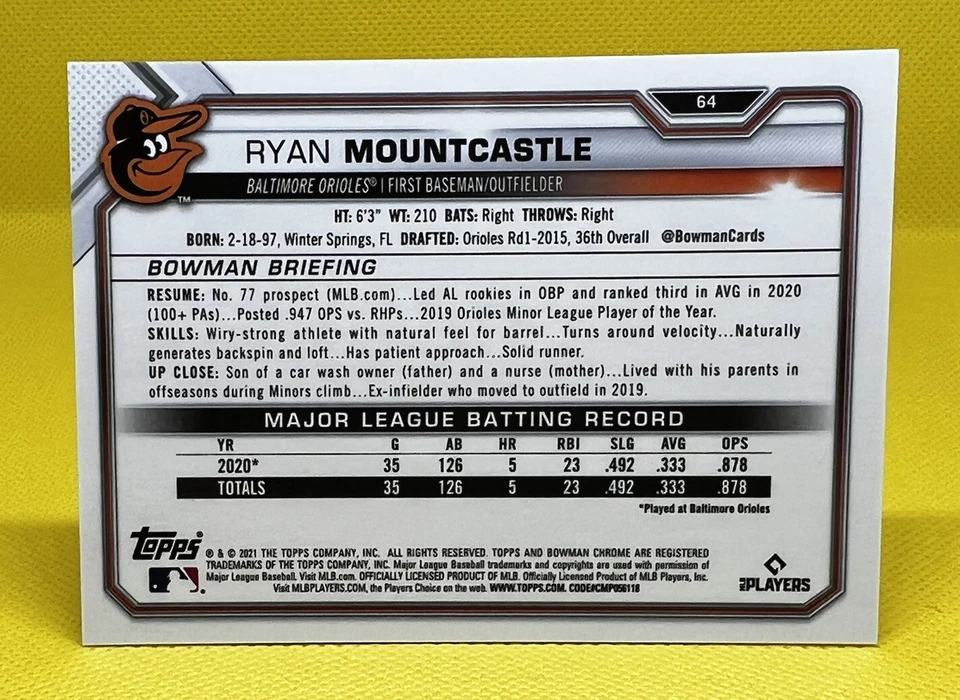 64
RYAN MOUNTCASTLE
BALTIMORE ORIOLES® | FIRST BASEMAN/OUTFIELDER
TM
HT: 6'3" WT: 210 BATS: Right THROWS: Right
BORN: 2-18-97, Winter Springs, FL DRAFTED: Orioles Rd1-2015, 36th Overall @BowmanCards
BOWMAN BRIEFING
RESUME: No. 77 prospect (MLB.com)...Led AL rookies in OBP and ranked third in AVG in 2020
(100+ PAs)...Posted .947 OPS vs. RHPs...2019 Orioles Minor League Player of the Year.
SKILLS: Wiry-strong athlete with natural feel for barrel...Turns around velocity...Naturally
generates backspin and loft...Has patient approach...Solid runner.
UP CLOSE: Son of a car wash owner (father) and a nurse (mother)...Lived with his parents in
offseasons during Minors climb...Ex-infielder who moved to outfield in 2019.
MAJOR LEAGUE BATTING RECORD
YR G AB HR RBI SLG AVG OPS
2020* 35 126 5 23 .492 .333 .878
TOTALS 35 126 5 23 .492 .333 .878
*Played at Baltimore Orioles
Topps
® & © 2021 THE TOPPS COMPANY, INC. ALL RIGHTS RESERVED. TOPPS AND BOWMAN CHROME ARE REGISTERED
TRADEMARKS OF THE TOPPS COMPANY, INC. Major League Baseball trademarks and copyrights are used with permission of
Major League Baseball. Visit MLB.com. OFFICIALLY LICENSED PRODUCT OF MLB. Officially Licensed Product of MLB Players, Inc.
Visit MLBPLAYERS.COM, the Players Choice on the web. WWW.TOPPS.COM. CODE#CMP056118
MLB PLAYERS